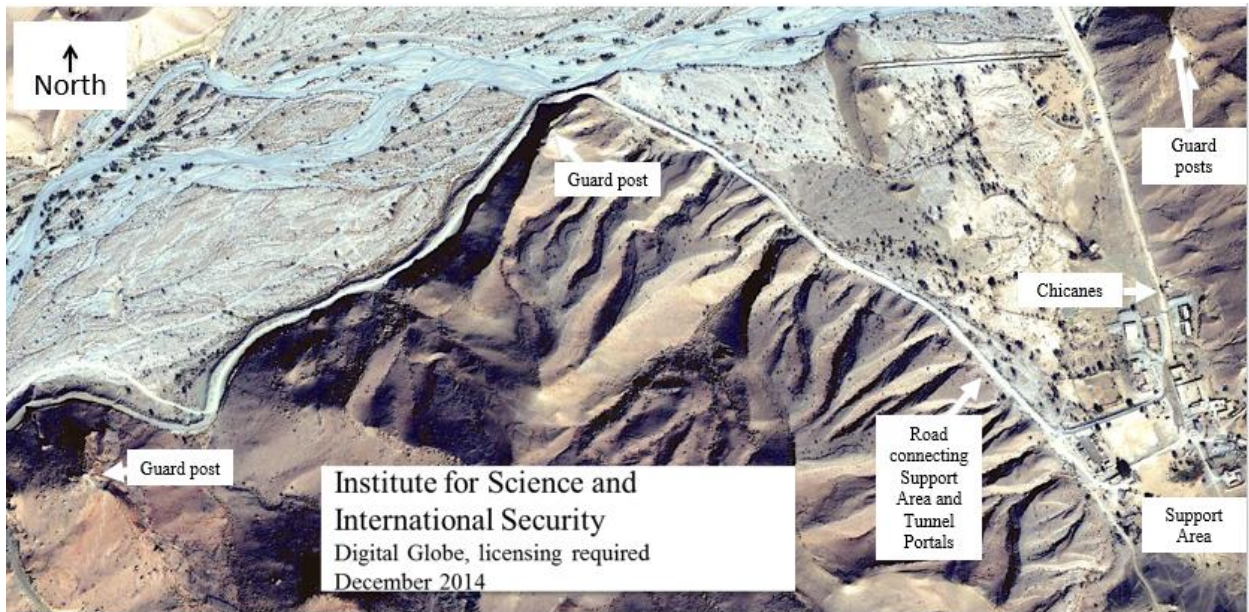 North
Guard
posts
Guard post
Chicanes
Road
connecting
Support
Area and
Tunnel
Portals
Guard post
Support
Area
Institute for Science and
International Security
Digital Globe, licensing required
December 2014